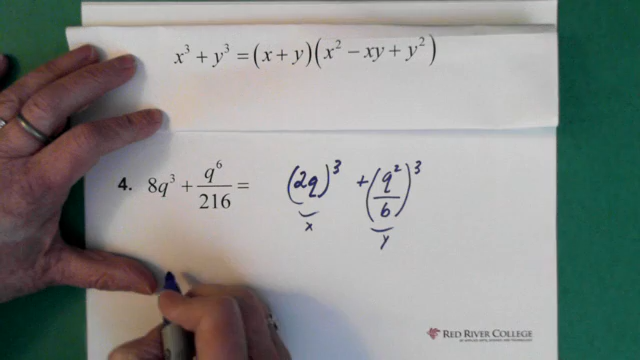 x³ + y³ = (x + y)(x² − xy + y²)
4. 8q³ + q⁶/216 = (2q)³ + (q²/6)³
x y
RED RIVER COLLEGE